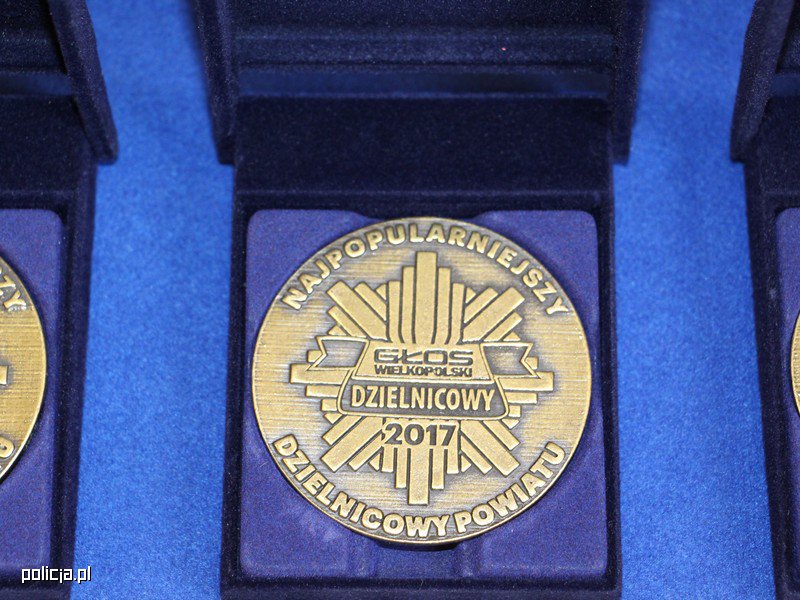 NAJPOPULARNIEJSZY
GŁOS
WIELKOPOLSKI
DZIELNICOWY
2017
DZIELNICOWY POWIATU
policja.pl